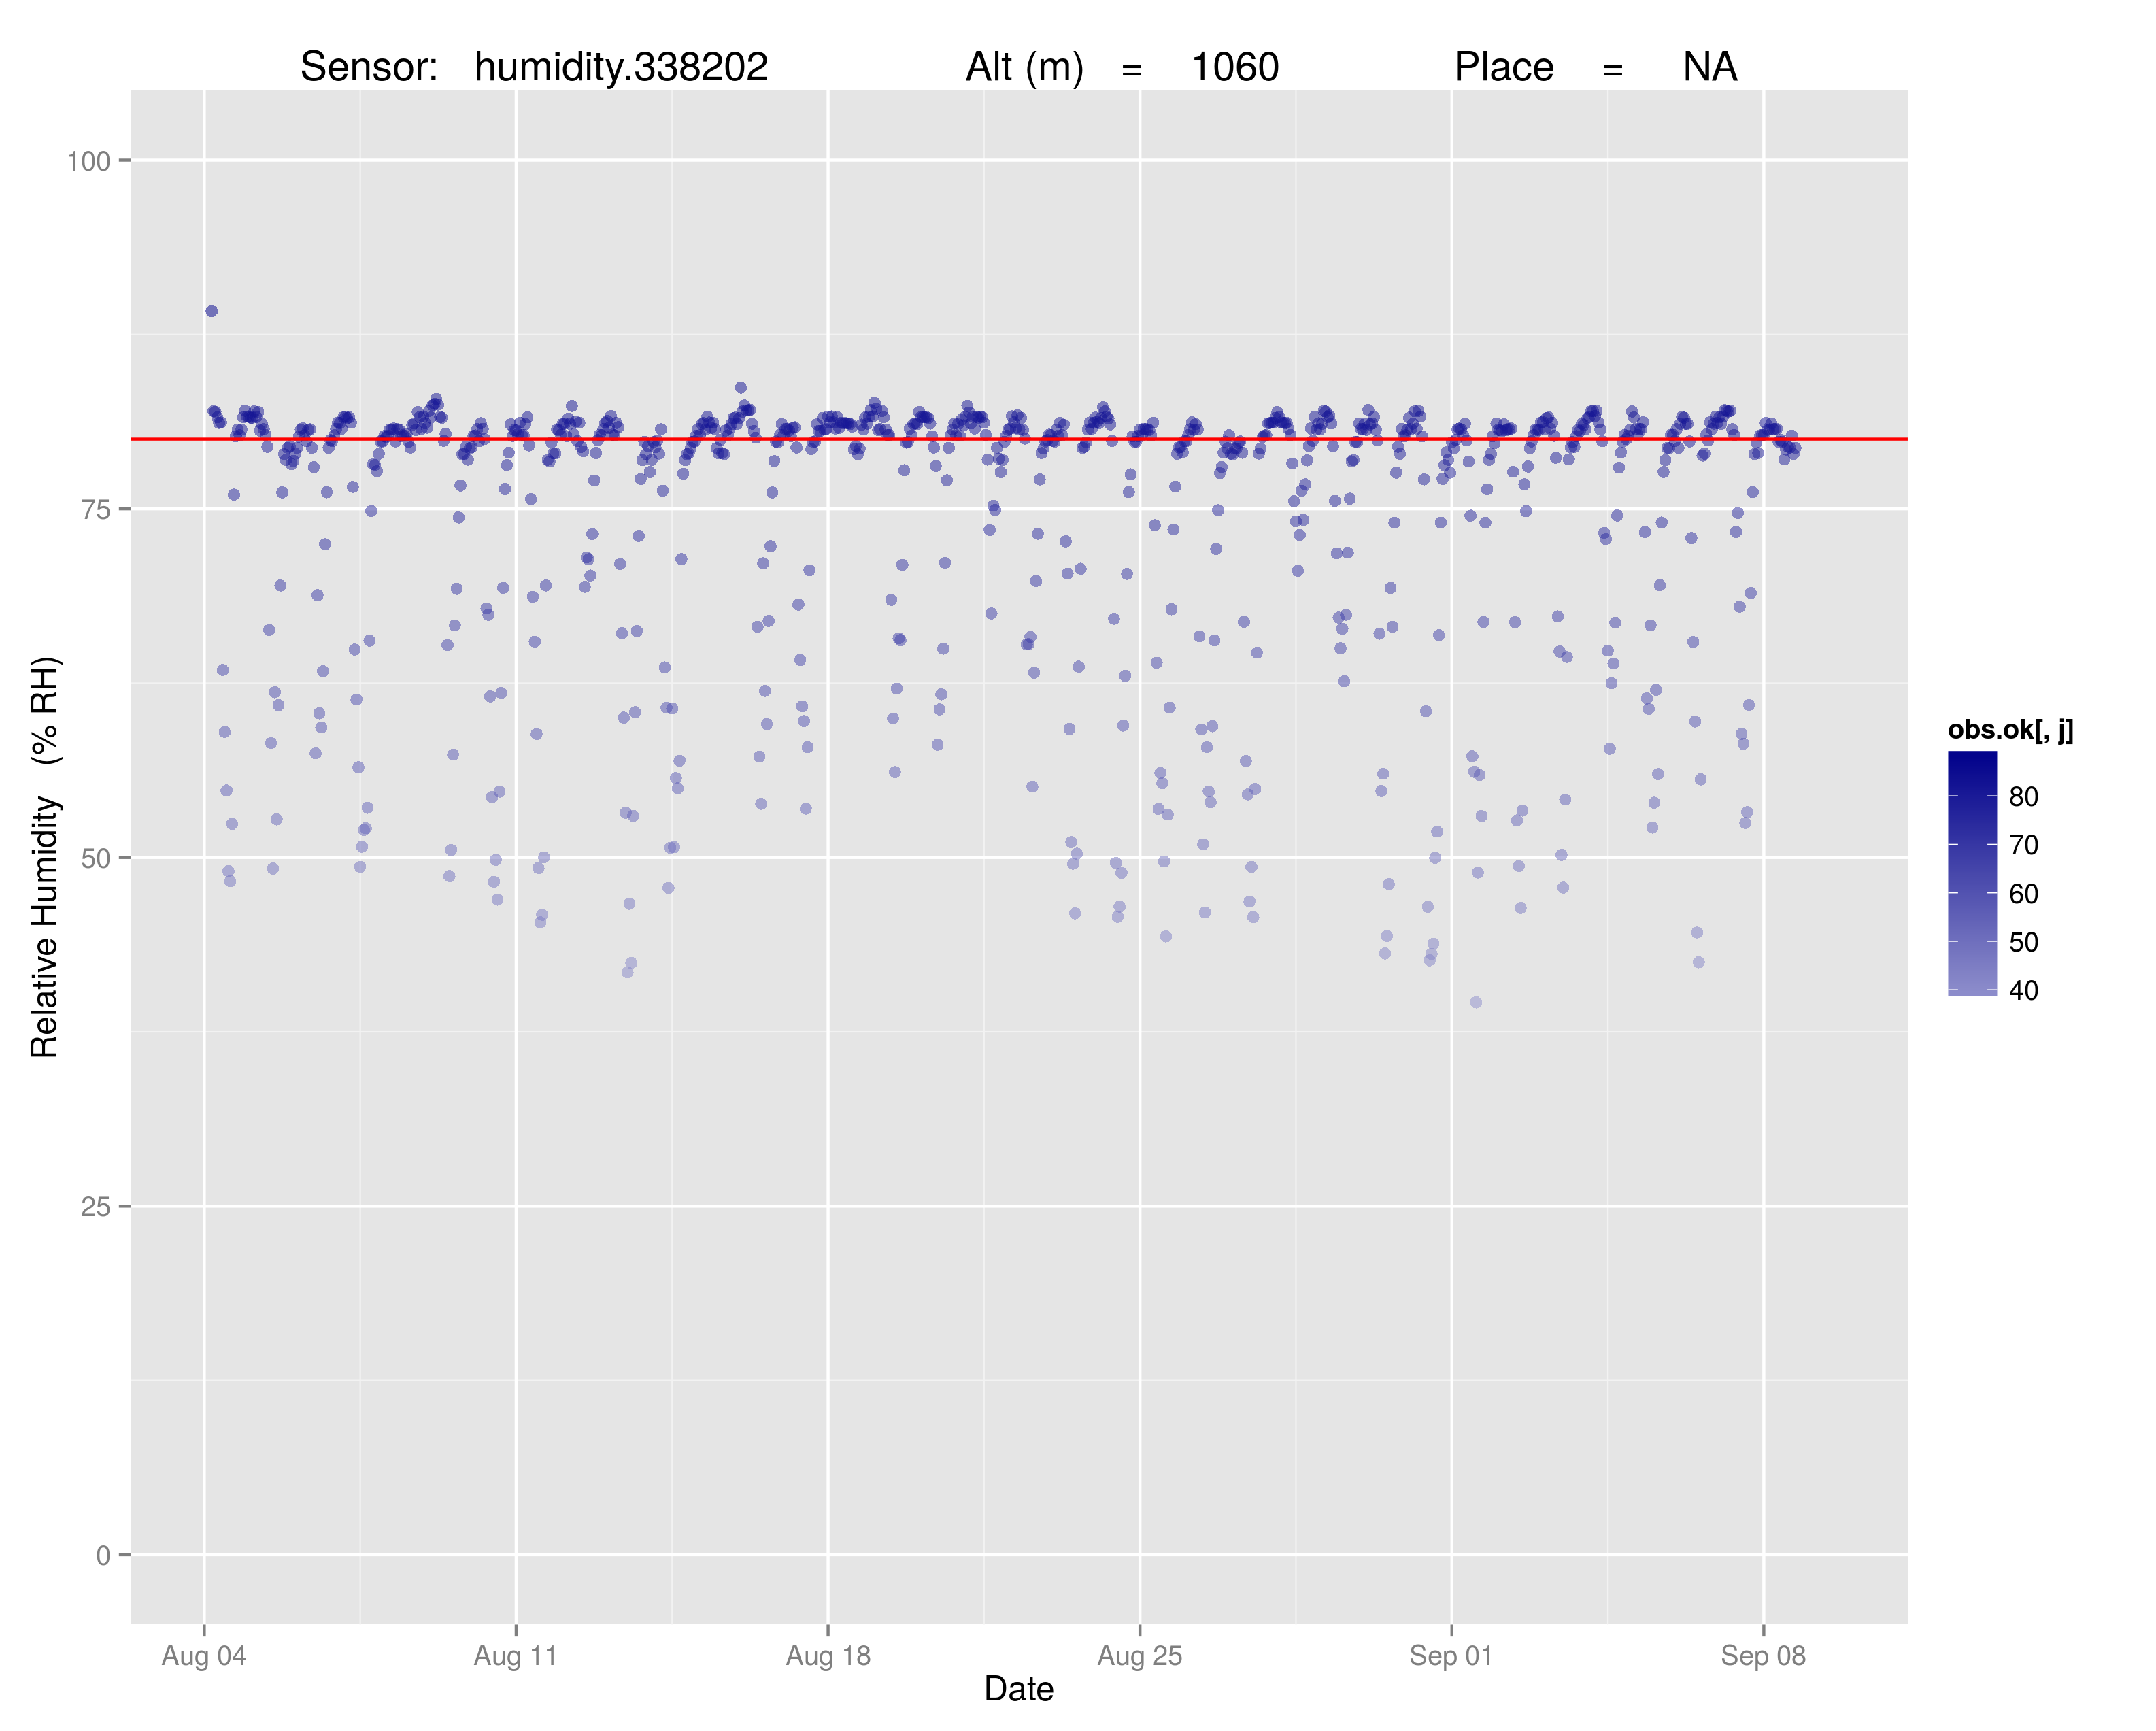 Sensor: humidity.338202 Alt (m) = 1060 Place = NA
100
75
50
25
0
Relative Humidity (% RH)
Aug 04 Aug 11 Aug 18 Aug 25 Sep 01 Sep 08
Date
obs.ok[, j]
80
70
60
50
40